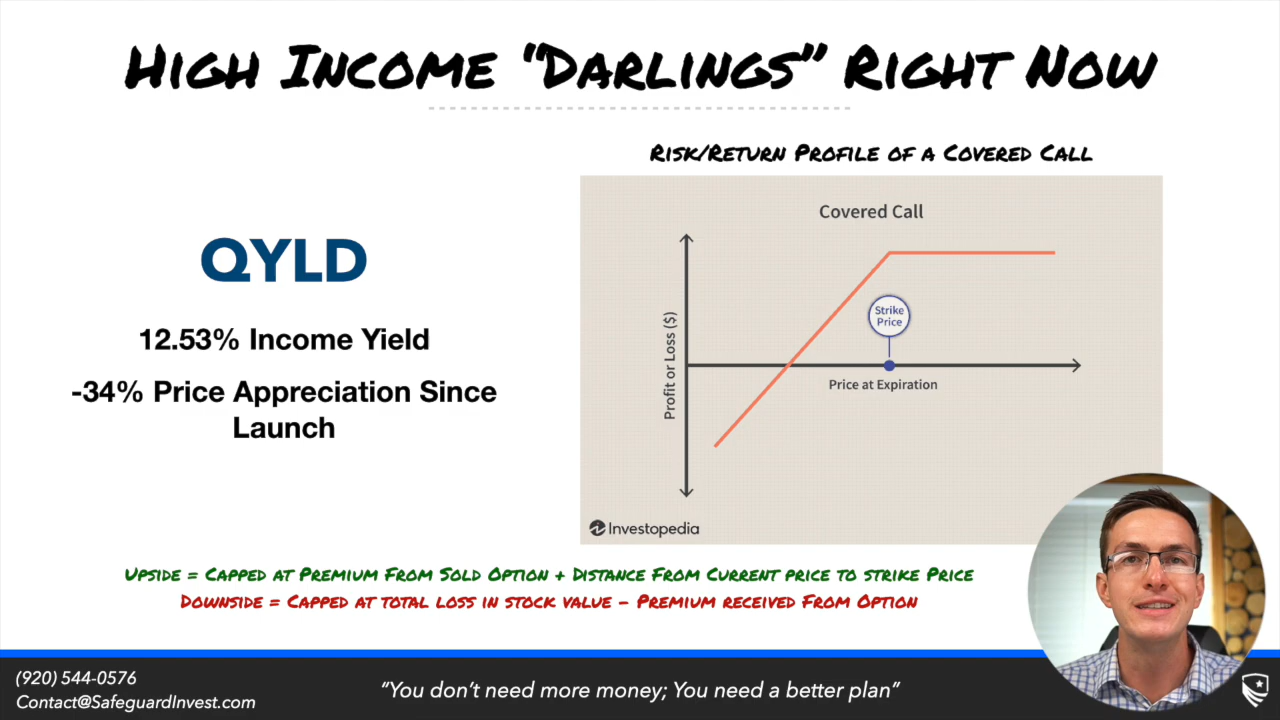 High Income “Darlings” Right Now
Risk/Return Profile of a Covered Call
Covered Call
QYLD
12.53% Income Yield
-34% Price Appreciation Since
Launch
Profit or Loss ($)
Strike
Price
Price at Expiration
Investopedia
Upside = Capped at Premium From Sold Option + Distance From Current price to strike Price
Downside = Capped at total loss in stock value - Premium received From Option
(920) 544-0576
Contact@SafeguardInvest.com
“You don’t need more money; You need a better plan”